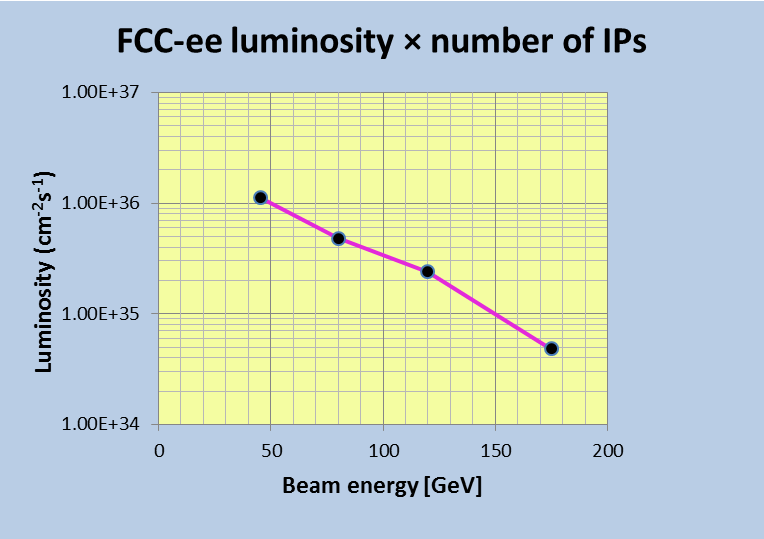 FCC-ee luminosity × number of IPs
1.00E+37
1.00E+36
1.00E+35
1.00E+34
Luminosity (cm⁻²s⁻¹)
0 50 100 150 200
Beam energy [GeV]